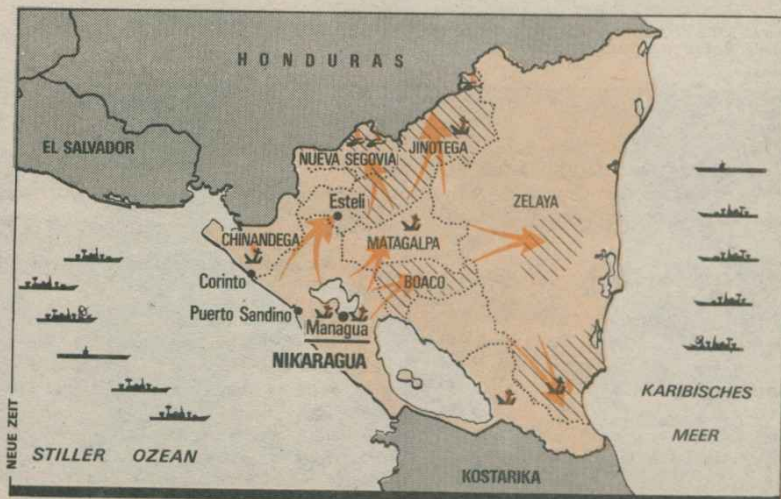 HONDURAS
EL SALVADOR
NUEVA SEGOVIA
JINOTEGA
Esteli
ZELAYA
CHINANDEGA
MATAGALPA
Corinto
BOACO
Puerto Sandino
Managua
NIKARAGUA
KARIBISCHES
MEER
NEUE ZEIT
STILLER OZEAN
KOSTARIKA